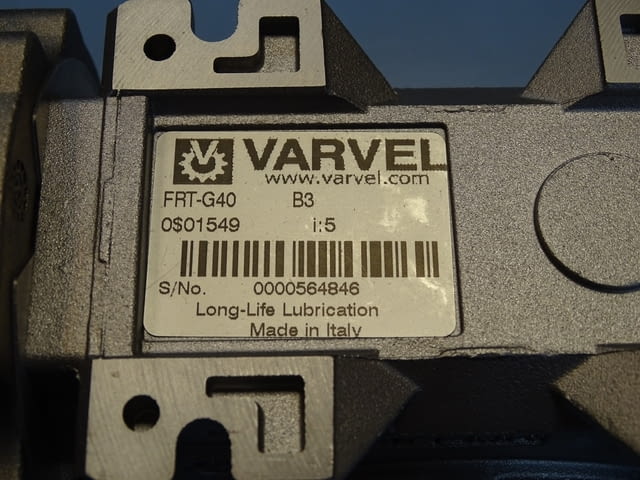 VARVEL
www.varvel.com
FRT-G40 B3
0$01549 i:5
S/No. 0000564846
Long-Life Lubrication
Made in Italy